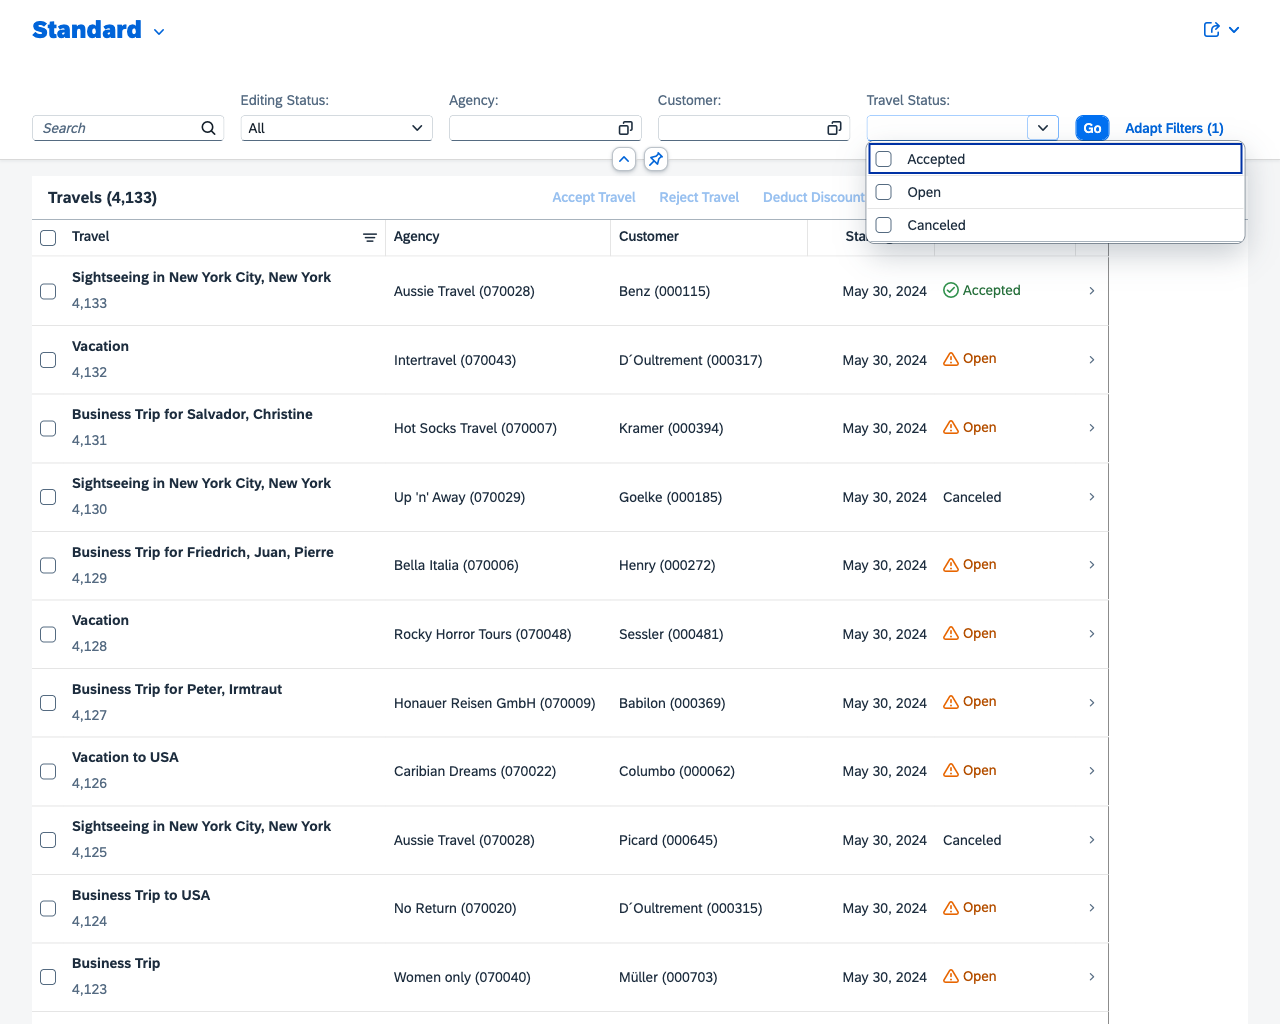 Standard
Editing Status:
Agency:
Customer:
Travel Status:
Search
All
Go
Adapt Filters (1)
Accepted
Open
Canceled
Travels (4,133)
Accept Travel
Reject Travel
Deduct Discount
Travel
Agency
Customer
Sightseeing in New York City, New York
4,133
Aussie Travel (070028)
Benz (000115)
May 30, 2024
Accepted
Vacation
4,132
Intertravel (070043)
D´Oultrement (000317)
May 30, 2024
Open
Business Trip for Salvador, Christine
4,131
Hot Socks Travel (070007)
Kramer (000394)
May 30, 2024
Open
Sightseeing in New York City, New York
4,130
Up 'n' Away (070029)
Goelke (000185)
May 30, 2024
Canceled
Business Trip for Friedrich, Juan, Pierre
4,129
Bella Italia (070006)
Henry (000272)
May 30, 2024
Open
Vacation
4,128
Rocky Horror Tours (070048)
Sessler (000481)
May 30, 2024
Open
Business Trip for Peter, Irmtraut
4,127
Honauer Reisen GmbH (070009)
Babilon (000369)
May 30, 2024
Open
Vacation to USA
4,126
Caribian Dreams (070022)
Columbo (000062)
May 30, 2024
Open
Sightseeing in New York City, New York
4,125
Aussie Travel (070028)
Picard (000645)
May 30, 2024
Canceled
Business Trip to USA
4,124
No Return (070020)
D´Oultrement (000315)
May 30, 2024
Open
Business Trip
4,123
Women only (070040)
Müller (000703)
May 30, 2024
Open